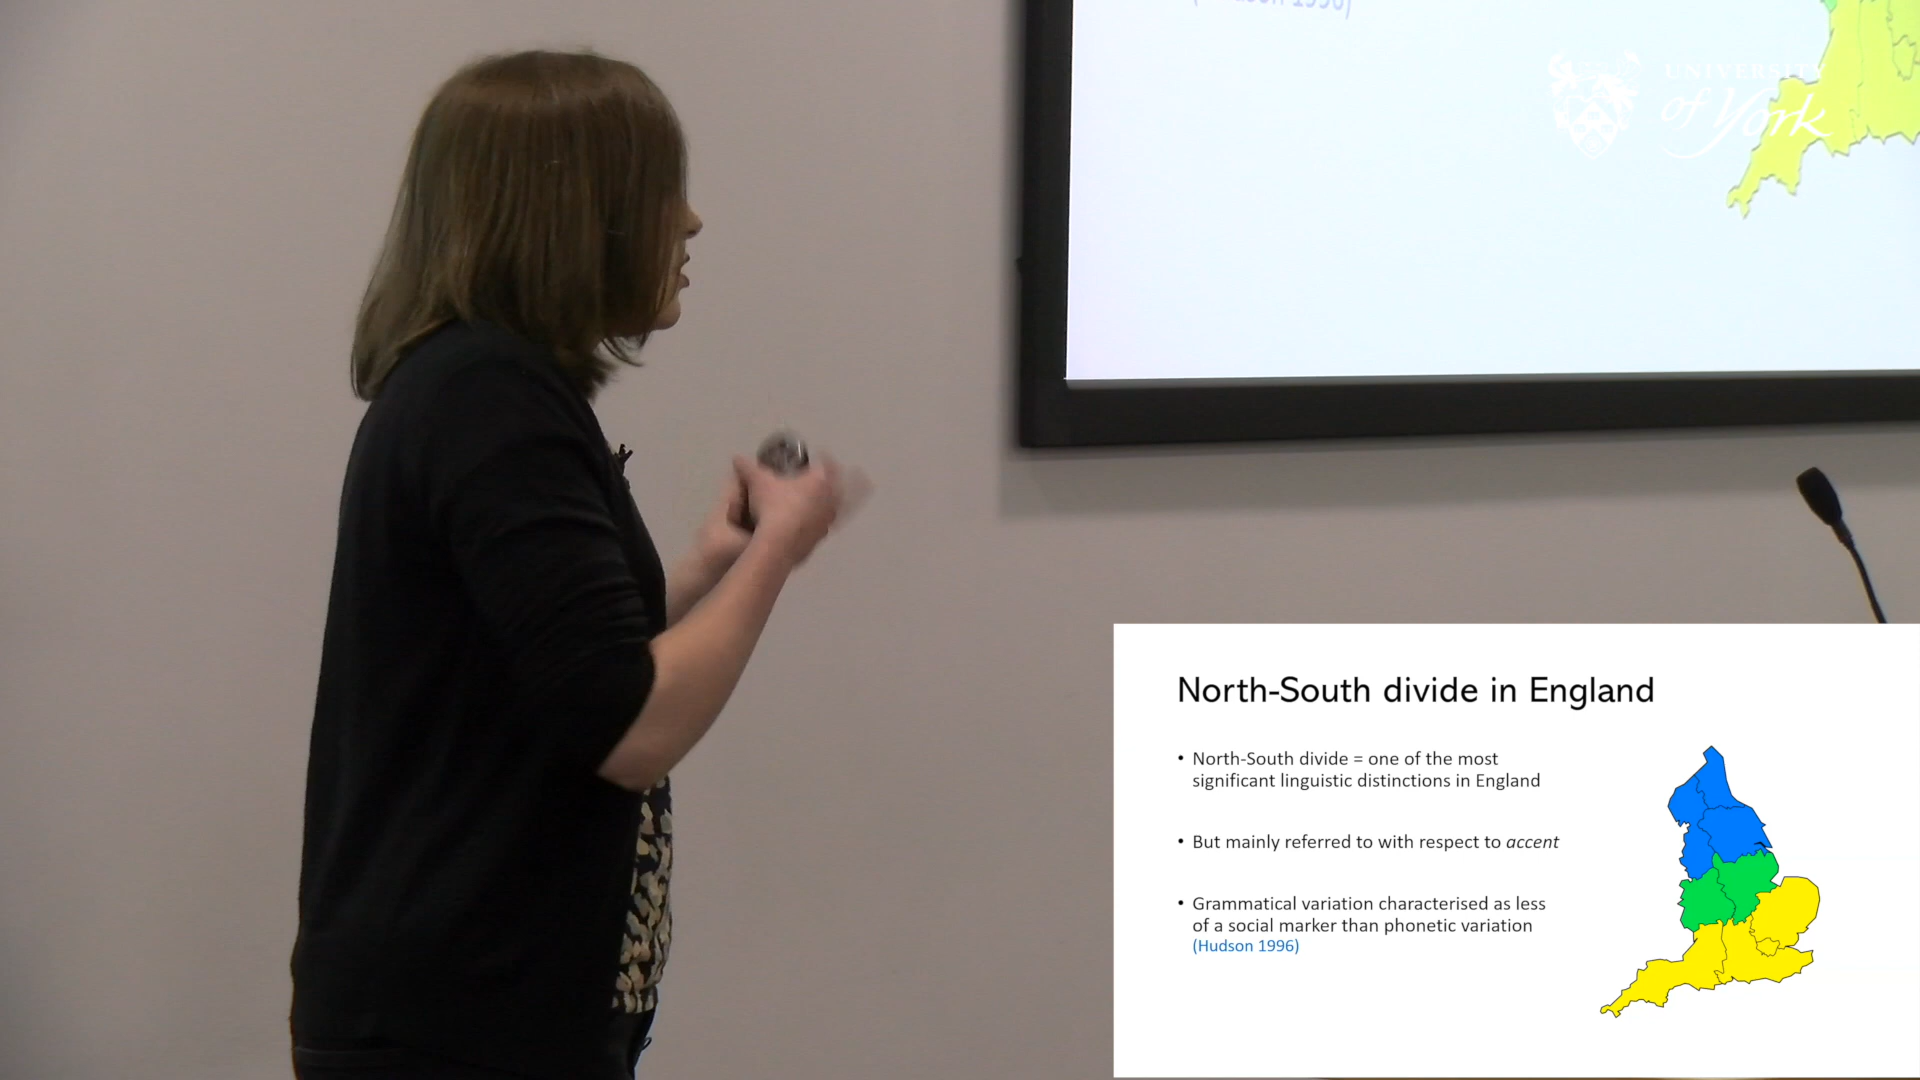 (Hudson 1996)
UNIVERSITY
of York
North-South divide in England
• North-South divide = one of the most
significant linguistic distinctions in England
• But mainly referred to with respect to accent
• Grammatical variation characterised as less
of a social marker than phonetic variation
(Hudson 1996)